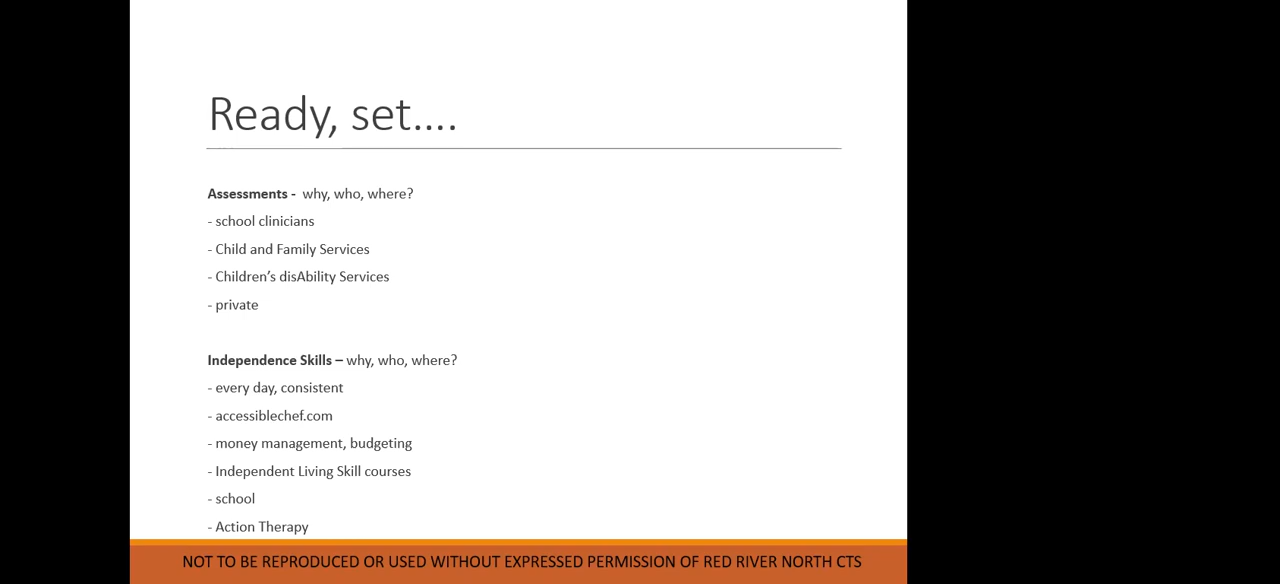 Ready, set....
Assessments -  why, who, where?
- school clinicians
- Child and Family Services
- Children’s disAbility Services
- private
Independence Skills – why, who, where?
- every day, consistent
- accessiblechef.com
- money management, budgeting
- Independent Living Skill courses
- school
- Action Therapy
NOT TO BE REPRODUCED OR USED WITHOUT EXPRESSED PERMISSION OF RED RIVER NORTH CTS